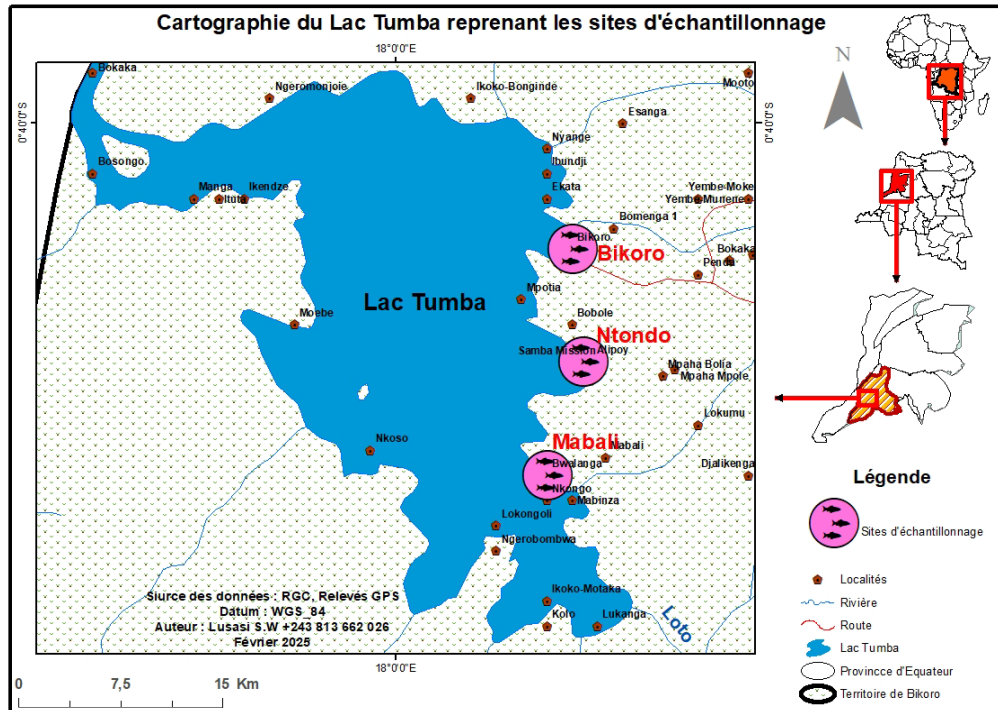 Cartographie du Lac Tumba reprenant les sites d'échantillonnage
18°0'0"E
N
0°40'0"S
0°40'0"S
Bokaka
Ngeromonjoie
Ikoko-Bonginde
Mooto
Esanga
Nyange
Ibundji
Bosongo
Manga
Ituta
Ikendze
Ekata
Yembe-Moke
Yembe-Munene
Bomenga 1
Bikoro
Bikoro
Bokaka
Penda
Lac Tumba
Mpotia
Moebe
Bobole
Ntondo
Samba Mission
Alipoy
Mpaha Bolia
Mpaha Mpole
Lokumu
Mabali
Nkoso
Bwalanga
Mabali
Djalikenga
Nkongo
Mabinza
Lokongoli
Ngerobombwa
Ikoko-Motaka
Kolo
Lukanga
Loto
Siurce des données : RGC, Relevés GPS
Datum : WGS_84
Auteur : Lusasi S.W +243 813 662 026
Février 2025
18°0'0"E
0 7,5 15 Km
Légende
Sites d'échantillonnage
Localités
Rivière
Route
Lac Tumba
Provincce d'Equateur
Territoire de Bikoro